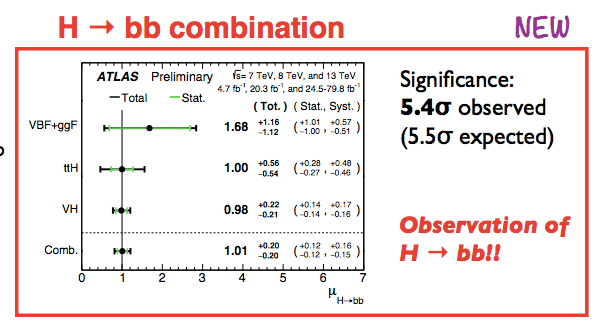 H → bb combination
NEW
ATLAS Preliminary
√s= 7 TeV, 8 TeV, and 13 TeV
4.7 fb⁻¹, 20.3 fb⁻¹, and 24.5-79.8 fb⁻¹
Total Stat.
( Tot. ) ( Stat., Syst. )
VBF+ggF 1.68 +1.16 -1.12 ( +1.01 -1.00 , +0.57 -0.51 )
ttH 1.00 +0.56 -0.54 ( +0.28 -0.27 , +0.48 -0.46 )
VH 0.98 +0.22 -0.21 ( +0.14 -0.14 , +0.17 -0.16 )
Comb. 1.01 +0.20 -0.20 ( +0.12 -0.12 , +0.16 -0.15 )
0 1 2 3 4 5 6 7
μ H→bb
Significance:
5.4σ observed
(5.5σ expected)
Observation of
H → bb!!